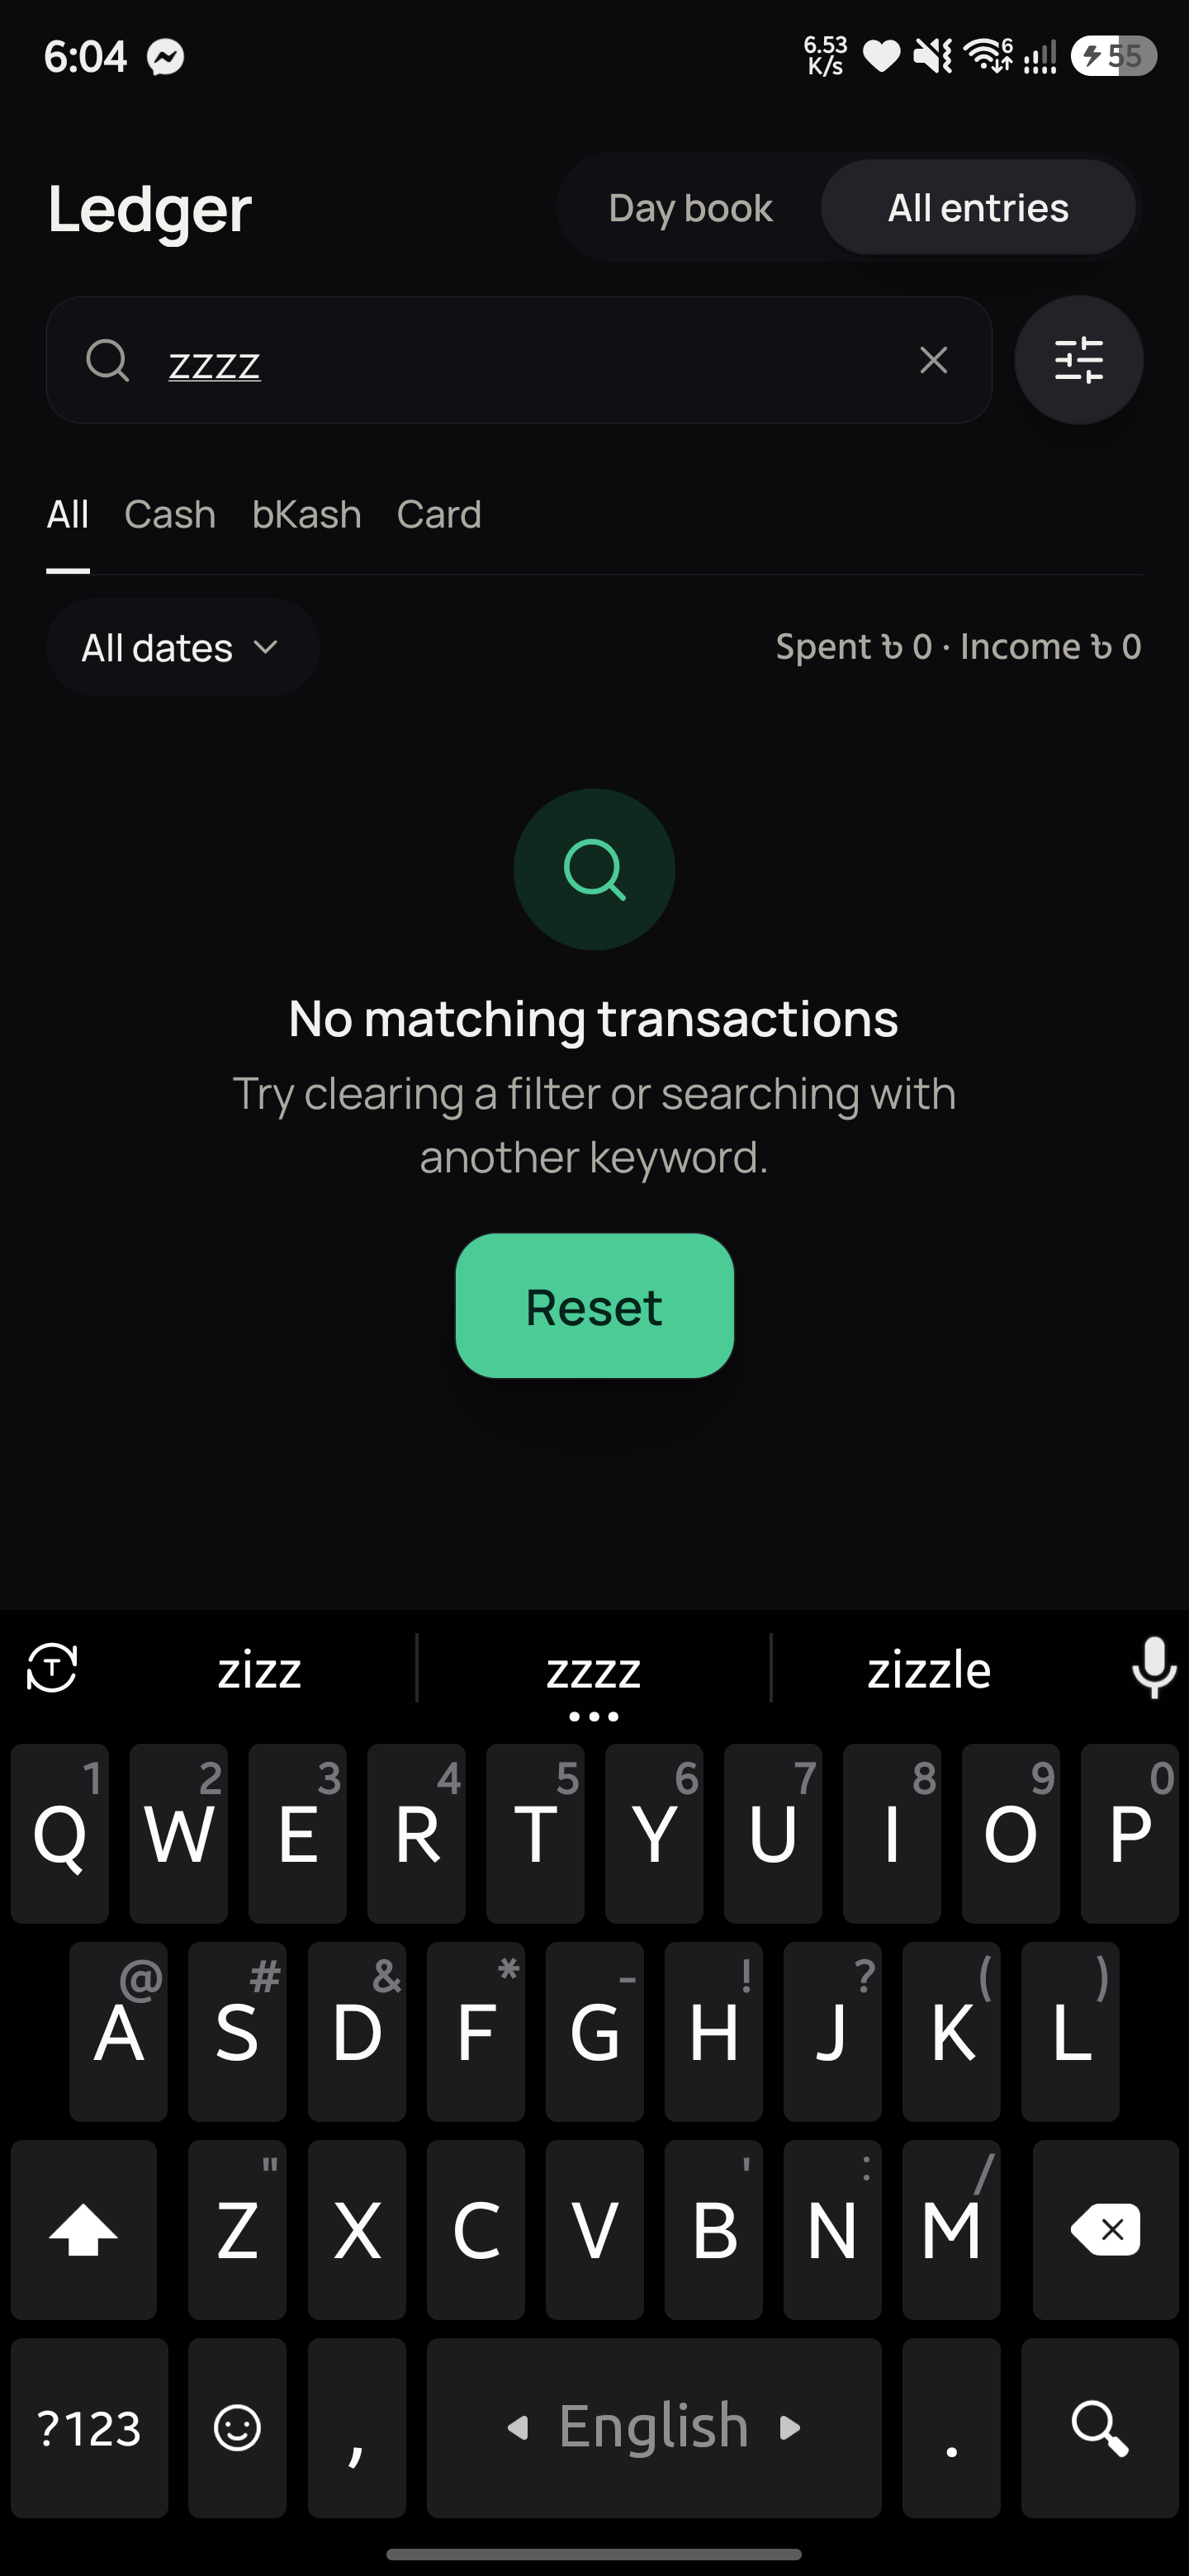 6:04
6.53
K/s
6
55
Ledger
Day book
All entries
zzzz
All
Cash
bKash
Card
All dates
Spent ৳ 0 · Income ৳ 0
No matching transactions
Try clearing a filter or searching with
another keyword.
Reset
T
zizz
zzzz
zizzle
1 2 3 4 5 6 7 8 9 0
Q W E R T Y U I O P
@ # & * - ! ? ( )
A S D F G H J K L
" ' : /
Z X C V B N M
?123 , English .